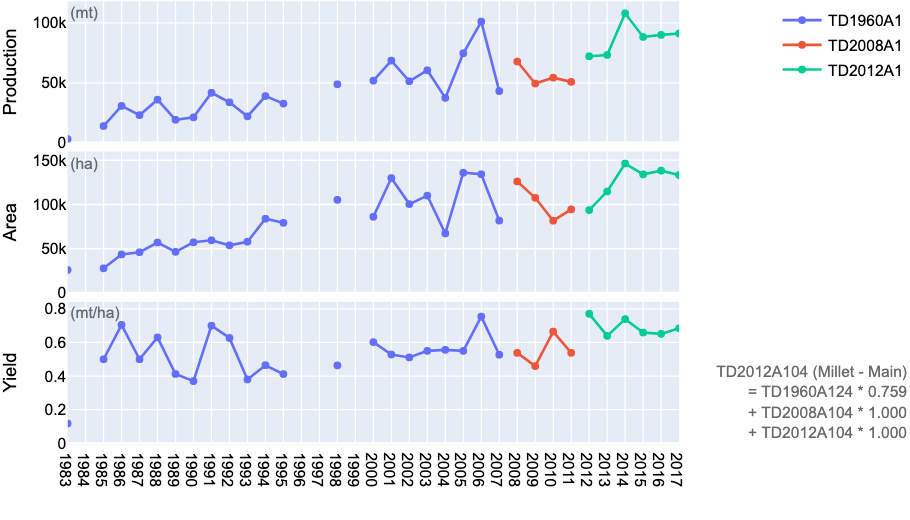 100k
(mt)
Production
50k
0
TD1960A1
TD2008A1
TD2012A1
150k
(ha)
Area
100k
50k
0
0.8
(mt/ha)
Yield
0.6
0.4
0.2
0
1983 1984 1985 1986 1987 1988 1989 1990 1991 1992 1993 1994 1995 1996 1997 1998 1999 2000 2001 2002 2003 2004 2005 2006 2007 2008 2009 2010 2011 2012 2013 2014 2015 2016 2017
TD2012A104 (Millet - Main)
= TD1960A124 * 0.759
+ TD2008A104 * 1.000
+ TD2012A104 * 1.000